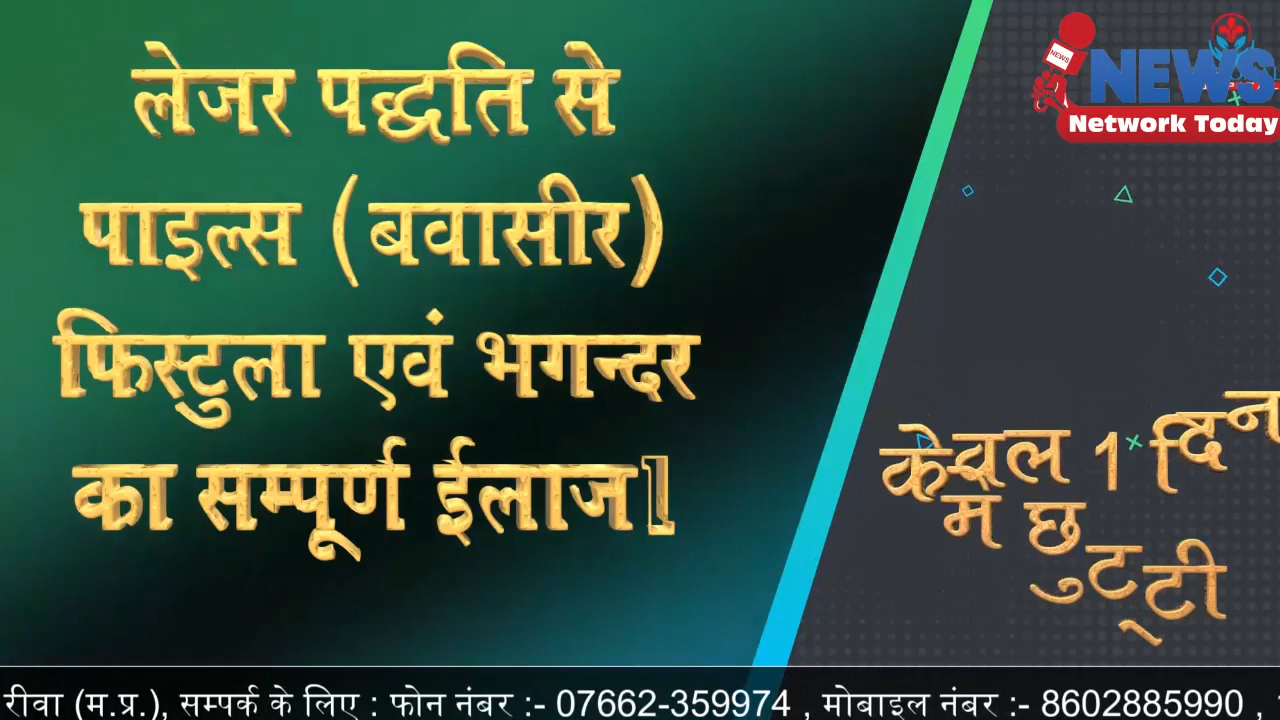 लेजर पद्धति से
पाइल्स (बवासीर)
फिस्टुला एवं भगन्दर
का सम्पूर्ण ईलाज
NEWS
NEWS
Network Today
केवल 1 दिन
में छुट्टी
रीवा (म.प्र.), सम्पर्क के लिए : फोन नंबर :- 07662-359974 , मोबाइल नंबर :- 8602885990 ,